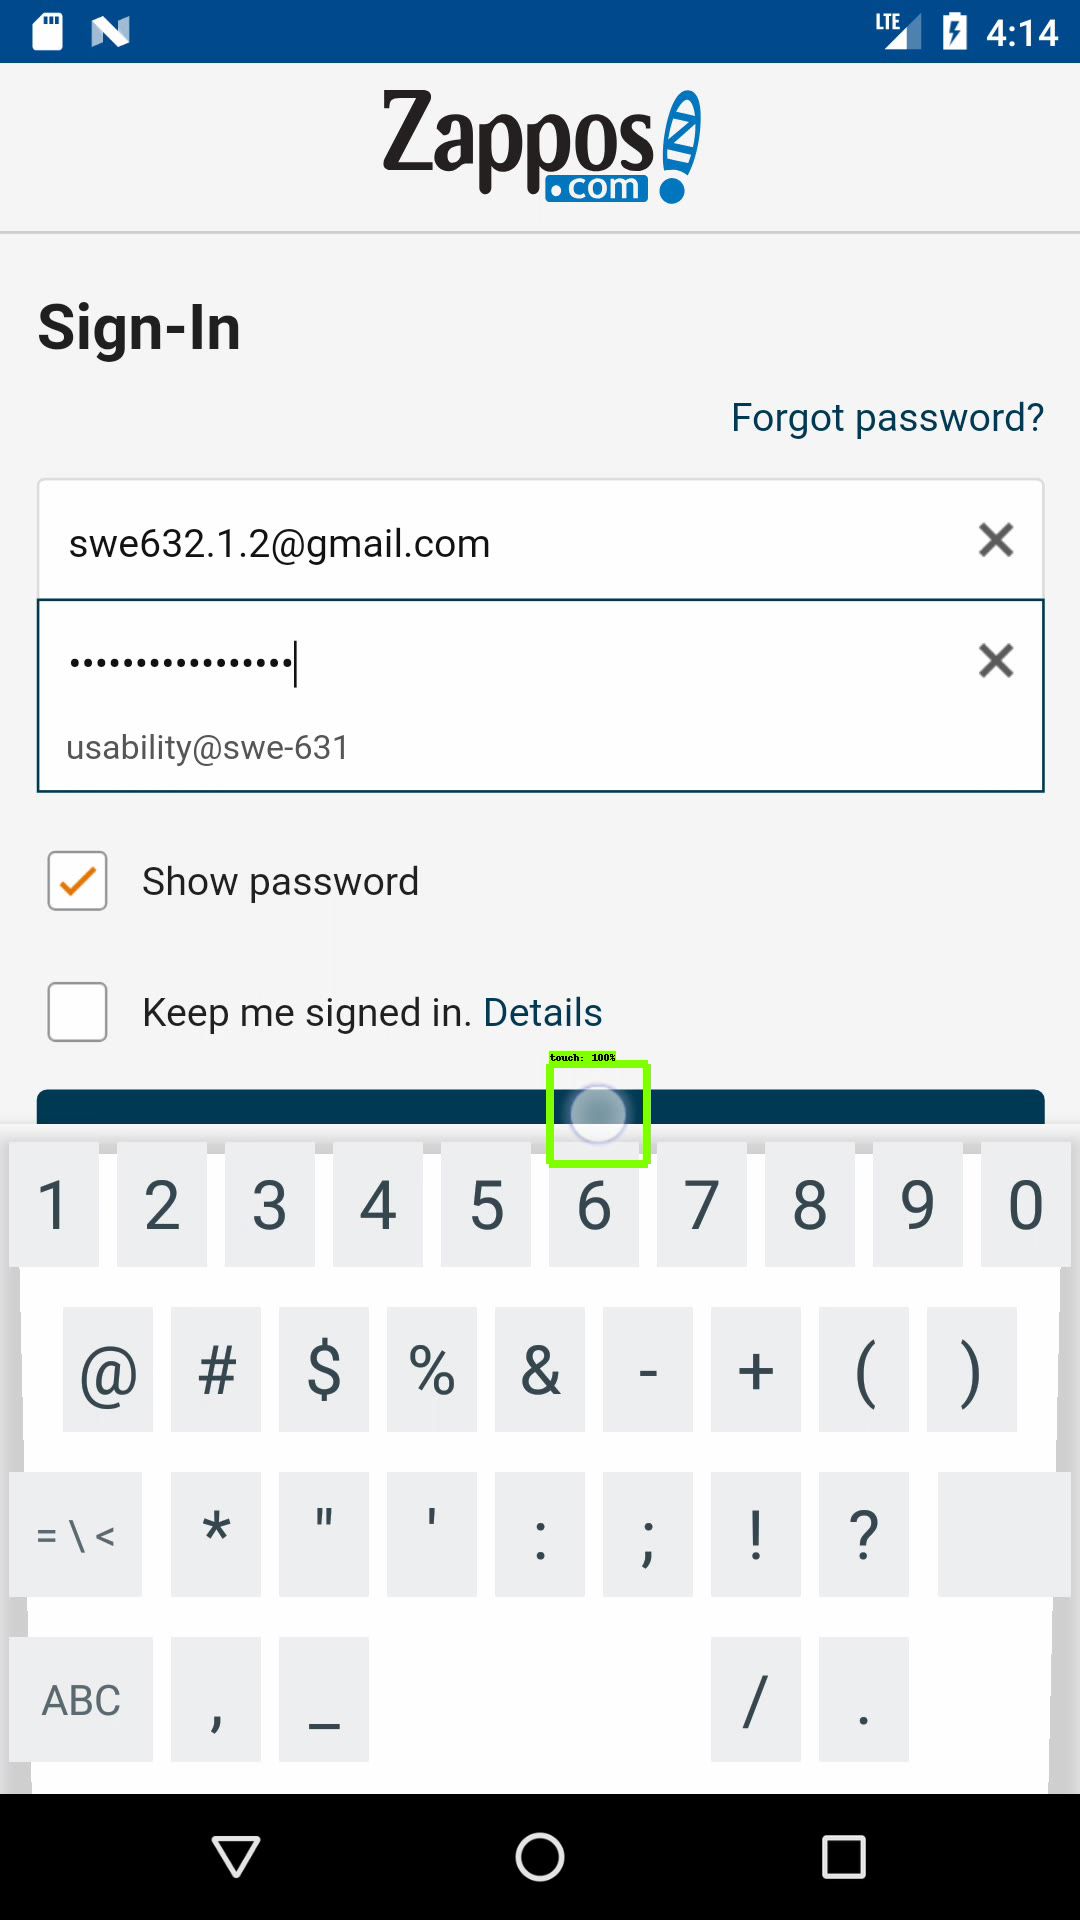 LTE 4:14
Zappos
.com
Sign-In
Forgot password?
swe632.1.2@gmail.com
•••••••••••••••••
usability@swe-631
Show password
Keep me signed in. Details
touch: 100%
1 2 3 4 5 6 7 8 9 0
@ # $ % & - + ( )
= \ < * " ' : ; ! ?
ABC , _ / .